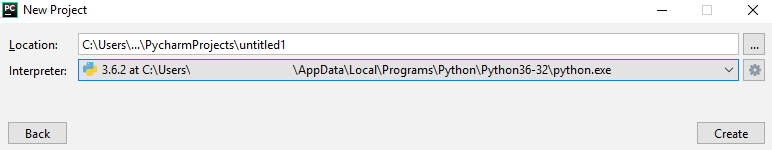 PC New Project
Location: C:\Users\...\PycharmProjects\untitled1 ...
Interpreter: 3.6.2 at C:\Users\ \AppData\Local\Programs\Python\Python36-32\python.exe
Back Create